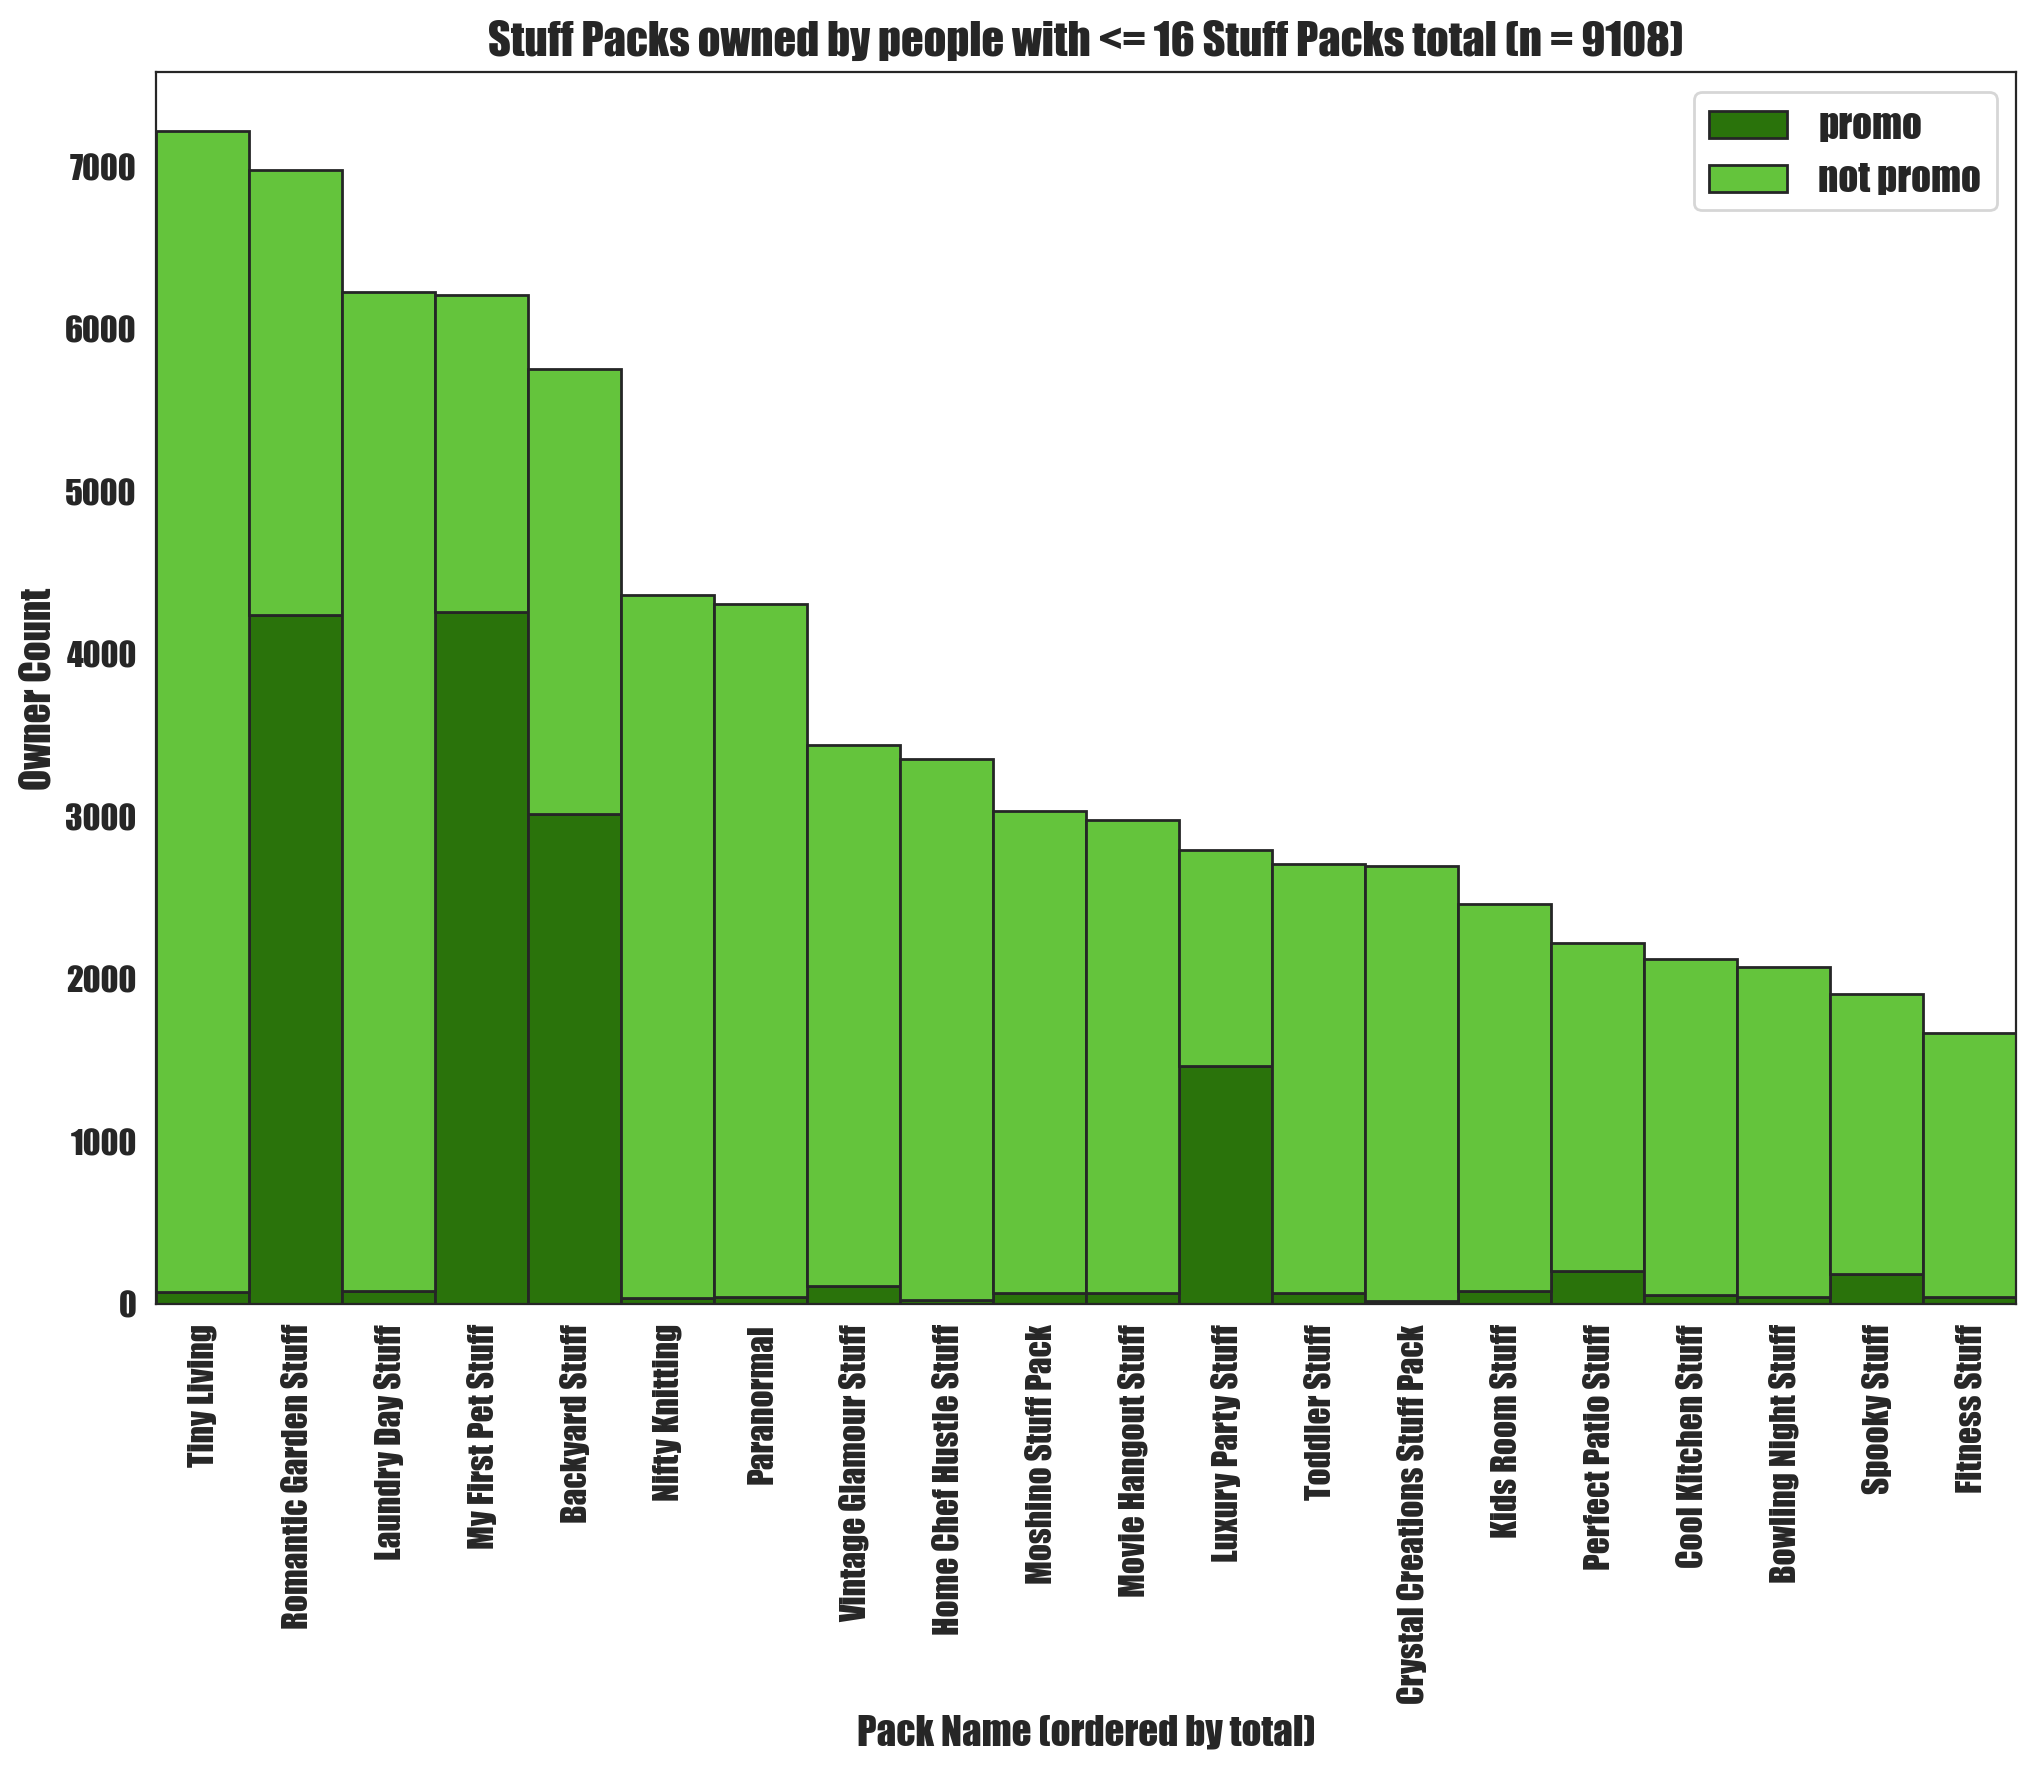 Stuff Packs owned by people with <= 16 Stuff Packs total (n = 9108)
promo
not promo
Owner Count
7000
6000
5000
4000
3000
2000
1000
0
Tiny Living
Romantic Garden Stuff
Laundry Day Stuff
My First Pet Stuff
Backyard Stuff
Nifty Knitting
Paranormal
Vintage Glamour Stuff
Home Chef Hustle Stuff
Moshino Stuff Pack
Movie Hangout Stuff
Luxury Party Stuff
Toddler Stuff
Crystal Creations Stuff Pack
Kids Room Stuff
Perfect Patio Stuff
Cool Kitchen Stuff
Bowling Night Stuff
Spooky Stuff
Fitness Stuff
Pack Name (ordered by total)